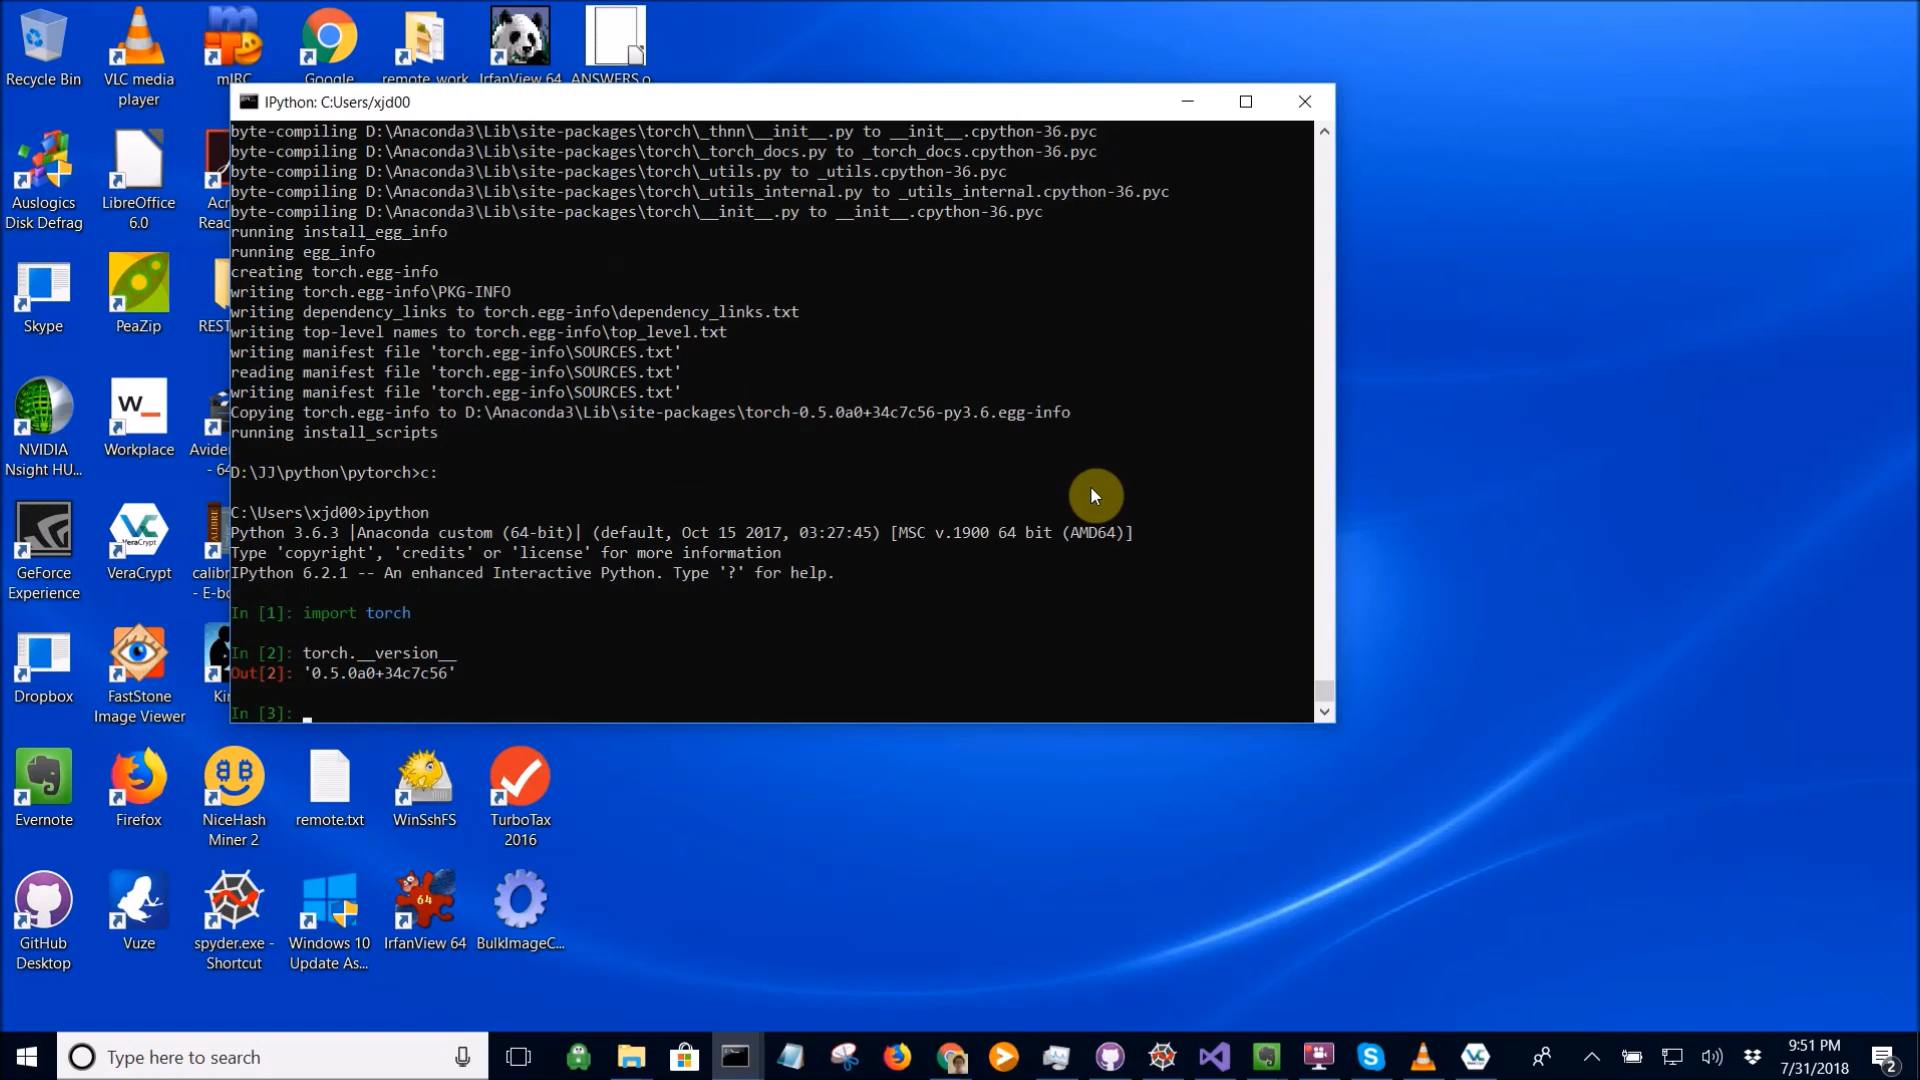 Recycle Bin
VLC media
player
mIRC
Google
remote_work
IrfanView 64
ANSWERS.o
IPython: C:Users/xjd00
byte-compiling D:\Anaconda3\Lib\site-packages\torch\_thnn\__init__.py to __init__.cpython-36.pyc
byte-compiling D:\Anaconda3\Lib\site-packages\torch\_torch_docs.py to _torch_docs.cpython-36.pyc
byte-compiling D:\Anaconda3\Lib\site-packages\torch\_utils.py to _utils.cpython-36.pyc
byte-compiling D:\Anaconda3\Lib\site-packages\torch\_utils_internal.py to _utils_internal.cpython-36.pyc
byte-compiling D:\Anaconda3\Lib\site-packages\torch\__init__.py to __init__.cpython-36.pyc
running install_egg_info
running egg_info
creating torch.egg-info
writing torch.egg-info\PKG-INFO
writing dependency_links to torch.egg-info\dependency_links.txt
writing top-level names to torch.egg-info\top_level.txt
writing manifest file 'torch.egg-info\SOURCES.txt'
reading manifest file 'torch.egg-info\SOURCES.txt'
writing manifest file 'torch.egg-info\SOURCES.txt'
Copying torch.egg-info to D:\Anaconda3\Lib\site-packages\torch-0.5.0a0+34c7c56-py3.6.egg-info
running install_scripts
D:\JJ\python\pytorch>c:
C:\Users\xjd00>ipython
Python 3.6.3 |Anaconda custom (64-bit)| (default, Oct 15 2017, 03:27:45) [MSC v.1900 64 bit (AMD64)]
Type 'copyright', 'credits' or 'license' for more information
IPython 6.2.1 -- An enhanced Interactive Python. Type '?' for help.
In [1]: import torch
In [2]: torch.__version__
Out[2]: '0.5.0a0+34c7c56'
In [3]:
Auslogics
Disk Defrag
LibreOffice
6.0
Acr
Reac
Skype
PeaZip
REST
NVIDIA
Nsight HU...
W
Workplace
Avidem
- 64
GeForce
Experience
VC
VeraCrypt
calibr
- E-bo
Dropbox
FastStone
Image Viewer
Kin
Evernote
Firefox
NiceHash
Miner 2
remote.txt
WinSshFS
TurboTax
2016
GitHub
Desktop
Vuze
spyder.exe -
Shortcut
Windows 10
Update As...
64
IrfanView 64
BulkImageC...
Type here to search
9:51 PM
7/31/2018
2